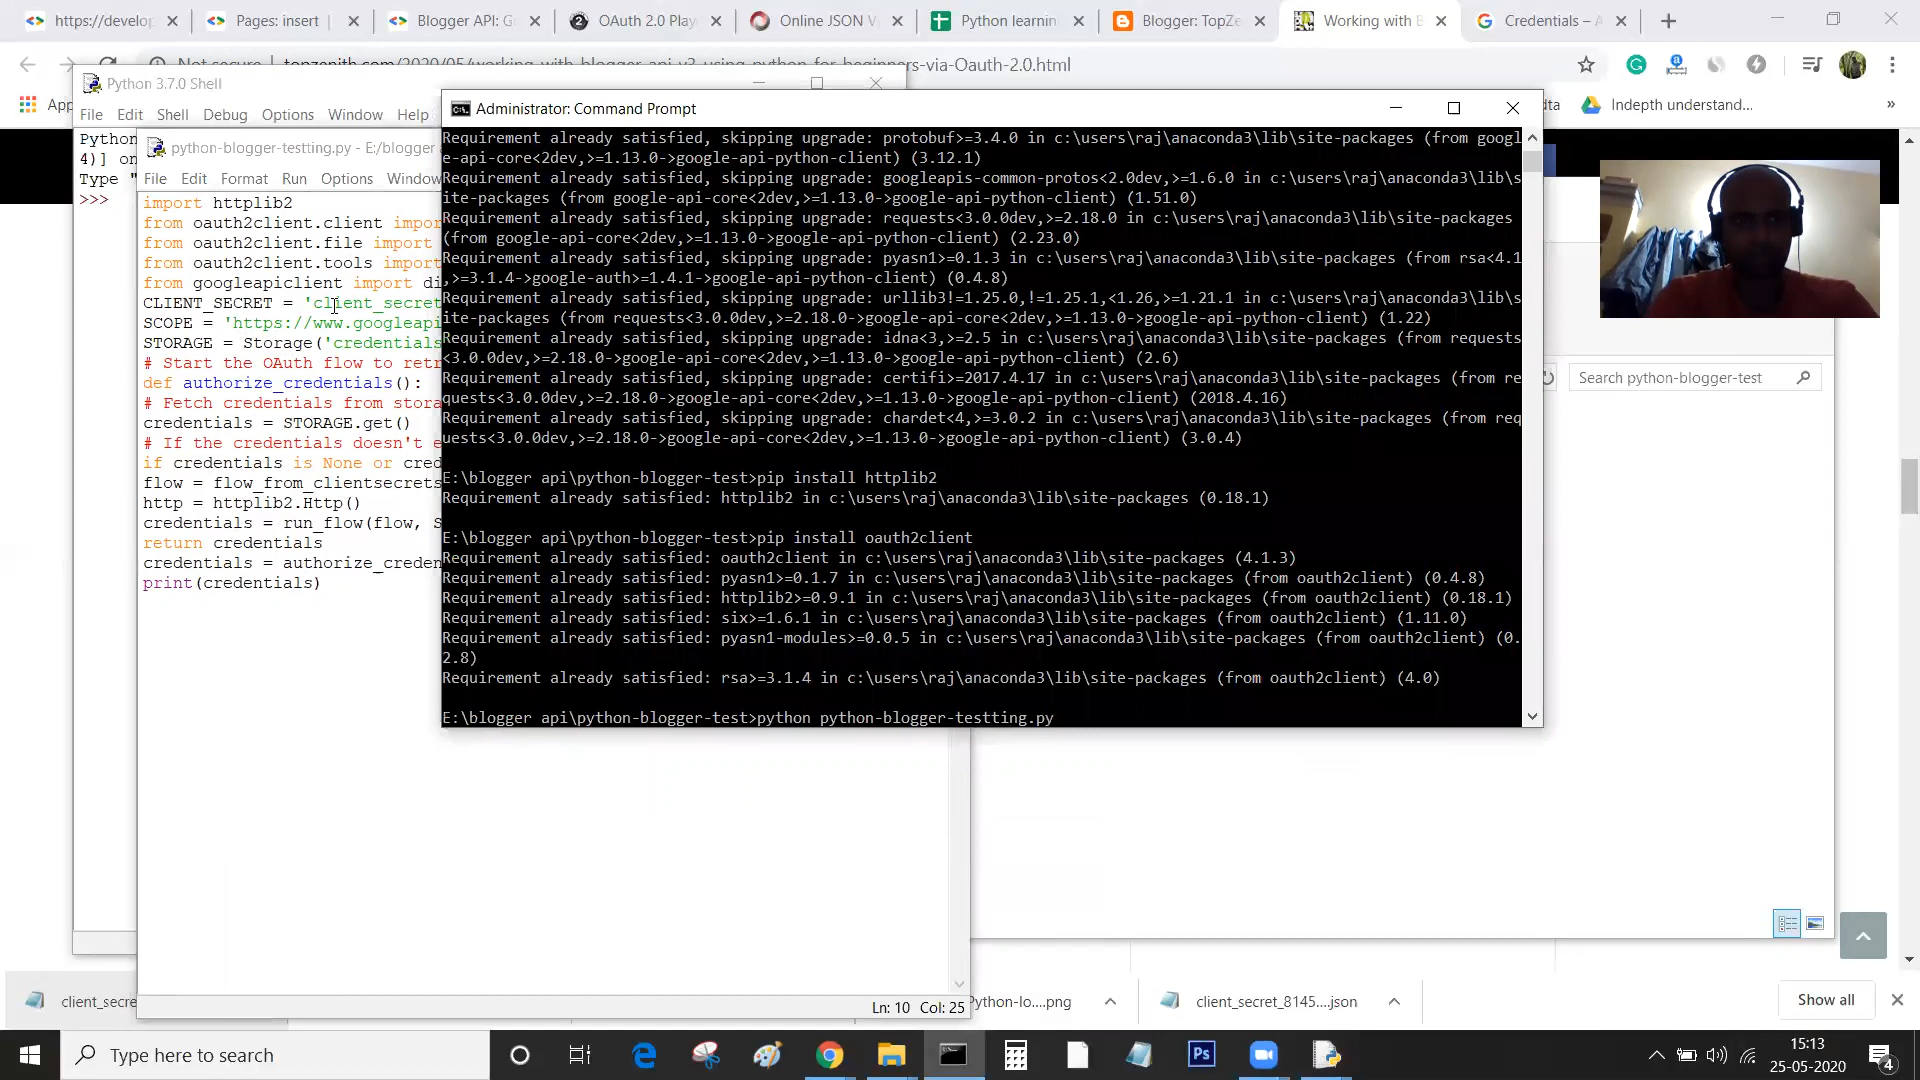 https://develop
Pages: insert
Blogger API: G
OAuth 2.0 Play
Online JSON V
Python learnin
Blogger: TopZe
Working with B
Credentials – A
Not secure
topzenith.com/2020/05/working-with-blogger-api-v3-using-python-for-beginners-via-Oauth-2.0.html
App
Indepth understand...
»
Python 3.7.0 Shell
File Edit Shell Debug Options Window Help
Python
4)] on
Type "
>>>
python-blogger-testting.py - E:/blogger
File Edit Format Run Options Window
import httplib2
from oauth2client.client impor
from oauth2client.file import
from oauth2client.tools import
from googleapiclient import di
CLIENT_SECRET = 'client_secret
SCOPE = 'https://www.googleapi
STORAGE = Storage('credentials
# Start the OAuth flow to retr
def authorize_credentials():
# Fetch credentials from stora
credentials = STORAGE.get()
# If the credentials doesn't e
if credentials is None or cred
flow = flow_from_clientsecrets
http = httplib2.Http()
credentials = run_flow(flow, S
return credentials
credentials = authorize_creden
print(credentials)
Ln: 10 Col: 25
Administrator: Command Prompt
Requirement already satisfied, skipping upgrade: protobuf>=3.4.0 in c:\users\raj\anaconda3\lib\site-packages (from googl
e-api-core<2dev,>=1.13.0->google-api-python-client) (3.12.1)
Requirement already satisfied, skipping upgrade: googleapis-common-protos<2.0dev,>=1.6.0 in c:\users\raj\anaconda3\lib\s
ite-packages (from google-api-core<2dev,>=1.13.0->google-api-python-client) (1.51.0)
Requirement already satisfied, skipping upgrade: requests<3.0.0dev,>=2.18.0 in c:\users\raj\anaconda3\lib\site-packages
(from google-api-core<2dev,>=1.13.0->google-api-python-client) (2.23.0)
Requirement already satisfied, skipping upgrade: pyasn1>=0.1.3 in c:\users\raj\anaconda3\lib\site-packages (from rsa<4.1
,>=3.1.4->google-auth>=1.4.1->google-api-python-client) (0.4.8)
Requirement already satisfied, skipping upgrade: urllib3!=1.25.0,!=1.25.1,<1.26,>=1.21.1 in c:\users\raj\anaconda3\lib\s
ite-packages (from requests<3.0.0dev,>=2.18.0->google-api-core<2dev,>=1.13.0->google-api-python-client) (1.22)
Requirement already satisfied, skipping upgrade: idna<3,>=2.5 in c:\users\raj\anaconda3\lib\site-packages (from requests
<3.0.0dev,>=2.18.0->google-api-core<2dev,>=1.13.0->google-api-python-client) (2.6)
Requirement already satisfied, skipping upgrade: certifi>=2017.4.17 in c:\users\raj\anaconda3\lib\site-packages (from re
quests<3.0.0dev,>=2.18.0->google-api-core<2dev,>=1.13.0->google-api-python-client) (2018.4.16)
Requirement already satisfied, skipping upgrade: chardet<4,>=3.0.2 in c:\users\raj\anaconda3\lib\site-packages (from req
uests<3.0.0dev,>=2.18.0->google-api-core<2dev,>=1.13.0->google-api-python-client) (3.0.4)
E:\blogger api\python-blogger-test>pip install httplib2
Requirement already satisfied: httplib2 in c:\users\raj\anaconda3\lib\site-packages (0.18.1)
E:\blogger api\python-blogger-test>pip install oauth2client
Requirement already satisfied: oauth2client in c:\users\raj\anaconda3\lib\site-packages (4.1.3)
Requirement already satisfied: pyasn1>=0.1.7 in c:\users\raj\anaconda3\lib\site-packages (from oauth2client) (0.4.8)
Requirement already satisfied: httplib2>=0.9.1 in c:\users\raj\anaconda3\lib\site-packages (from oauth2client) (0.18.1)
Requirement already satisfied: six>=1.6.1 in c:\users\raj\anaconda3\lib\site-packages (from oauth2client) (1.11.0)
Requirement already satisfied: pyasn1-modules>=0.0.5 in c:\users\raj\anaconda3\lib\site-packages (from oauth2client) (0.
2.8)
Requirement already satisfied: rsa>=3.1.4 in c:\users\raj\anaconda3\lib\site-packages (from oauth2client) (4.0)
E:\blogger api\python-blogger-test>python python-blogger-testting.py
Search python-blogger-test
client_secre
Python-lo....png
client_secret_8145....json
Show all
Type here to search
Ps
15:13
25-05-2020
4